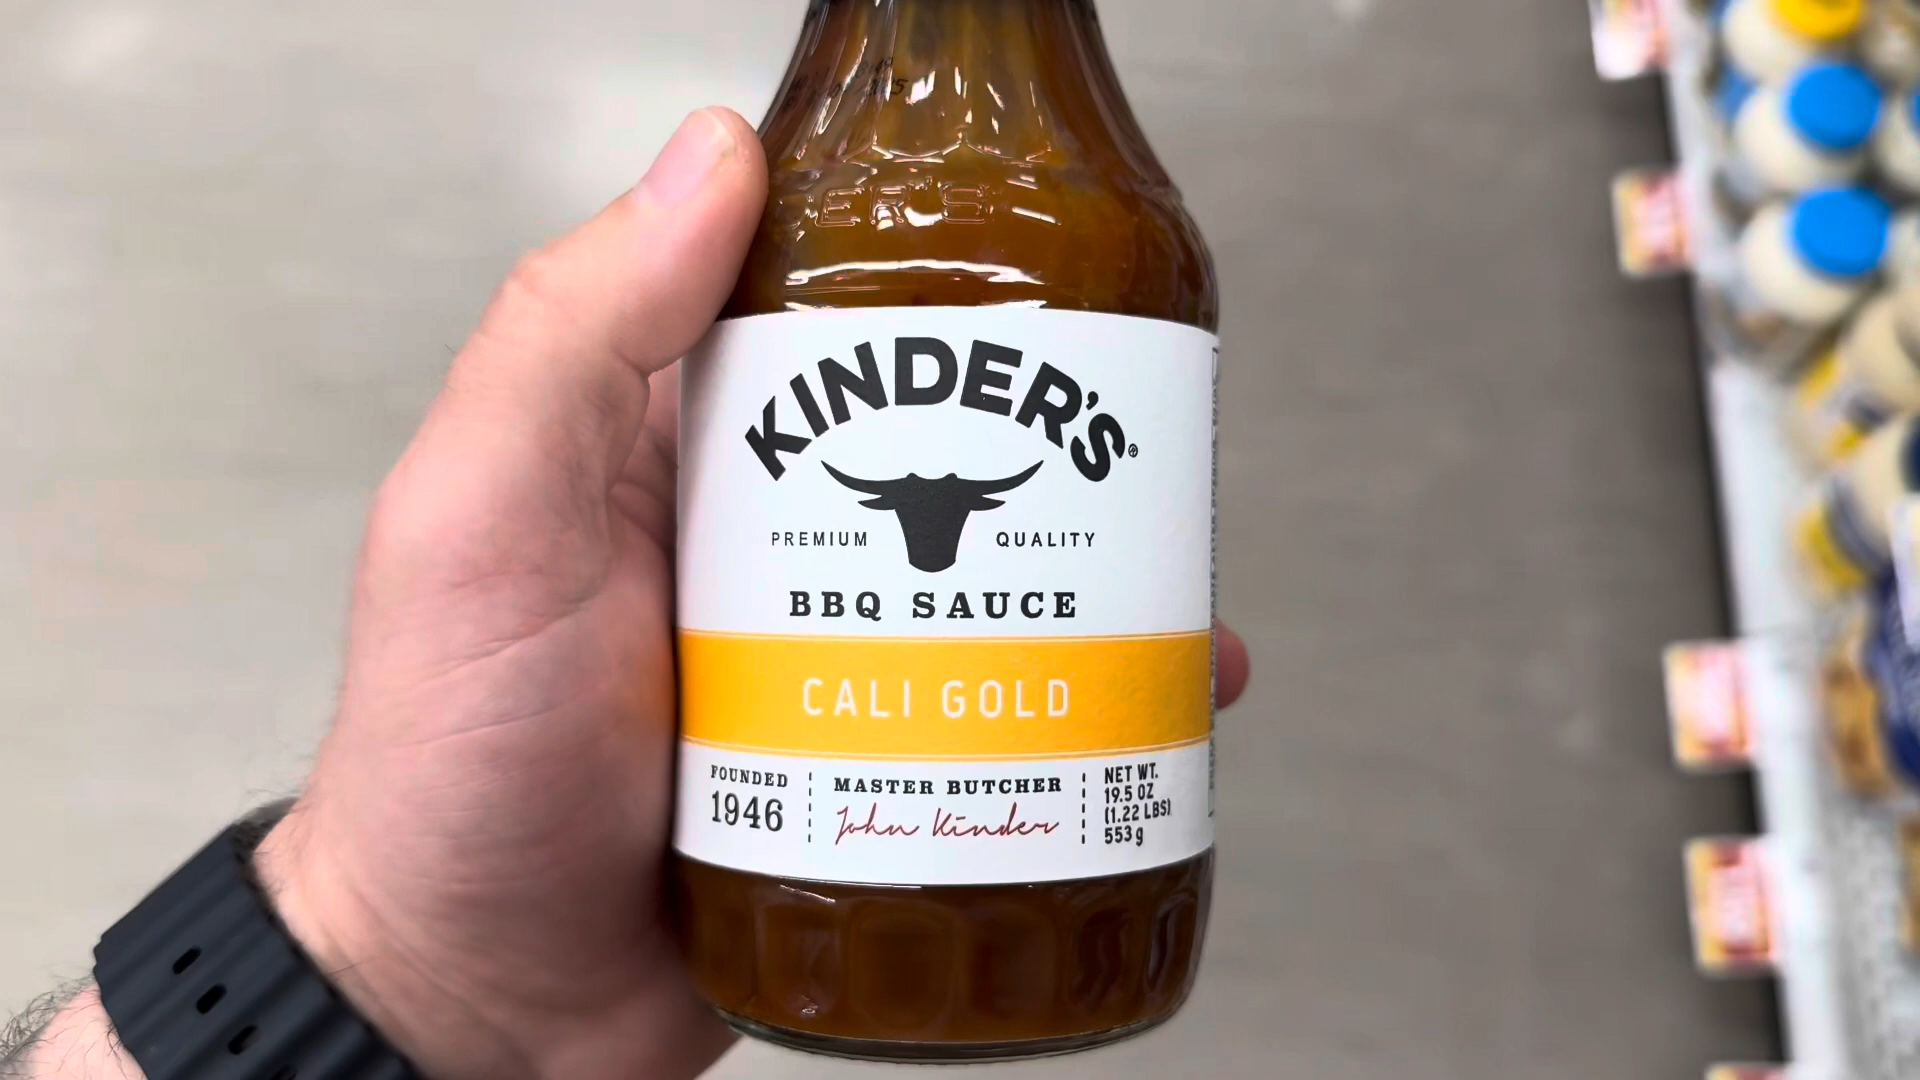 ER'S
KINDER'S®
PREMIUM QUALITY
BBQ SAUCE
CALI GOLD
FOUNDED
1946
MASTER BUTCHER
John Kinder
NET WT.
19.5 OZ
(1.22 LBS)
553g